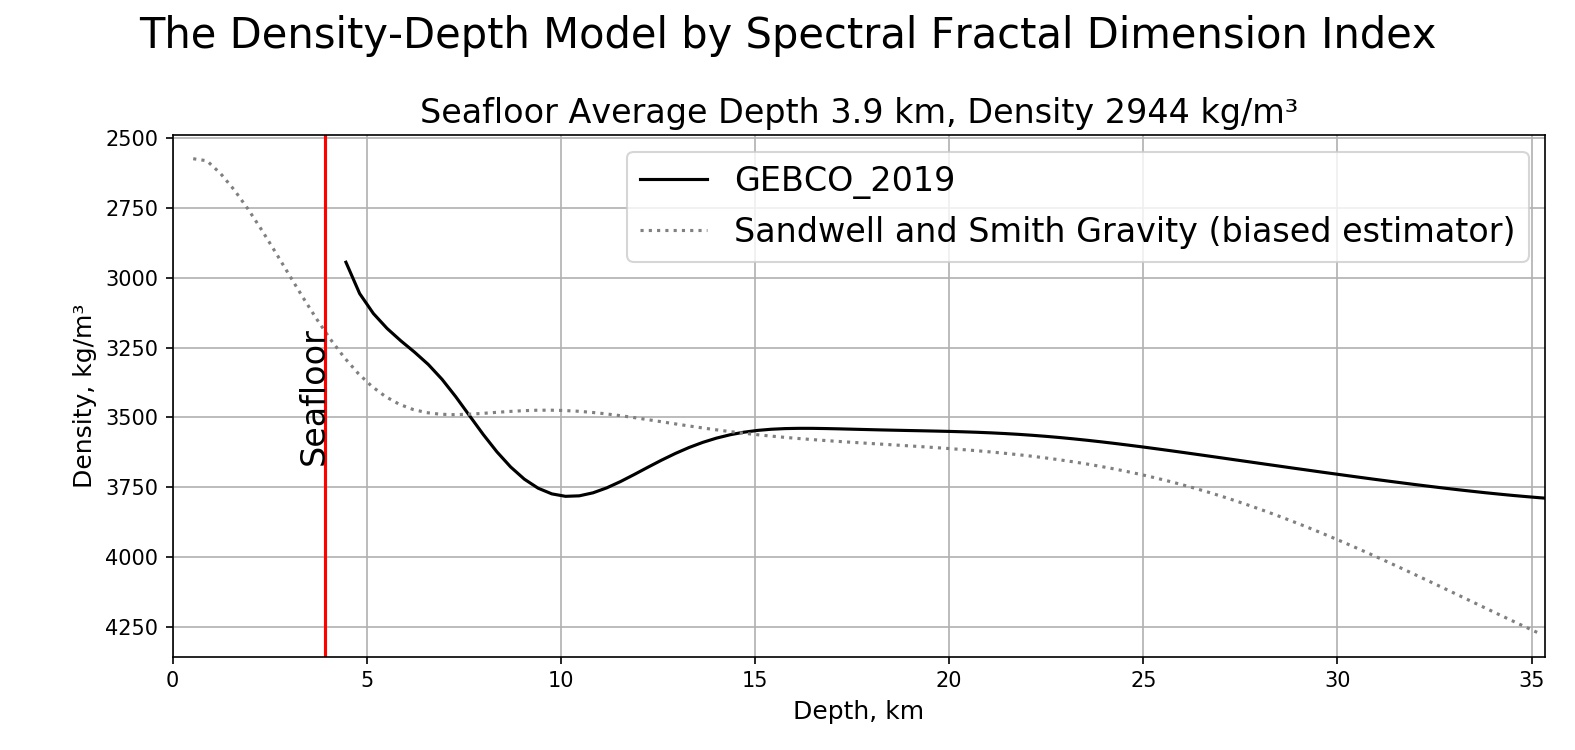 The Density-Depth Model by Spectral Fractal Dimension Index
Seafloor Average Depth 3.9 km, Density 2944 kg/m³
GEBCO_2019
Sandwell and Smith Gravity (biased estimator)
2500
2750
3000
3250
3500
3750
4000
4250
Density, kg/m³
Seafloor
0 5 10 15 20 25 30 35
Depth, km